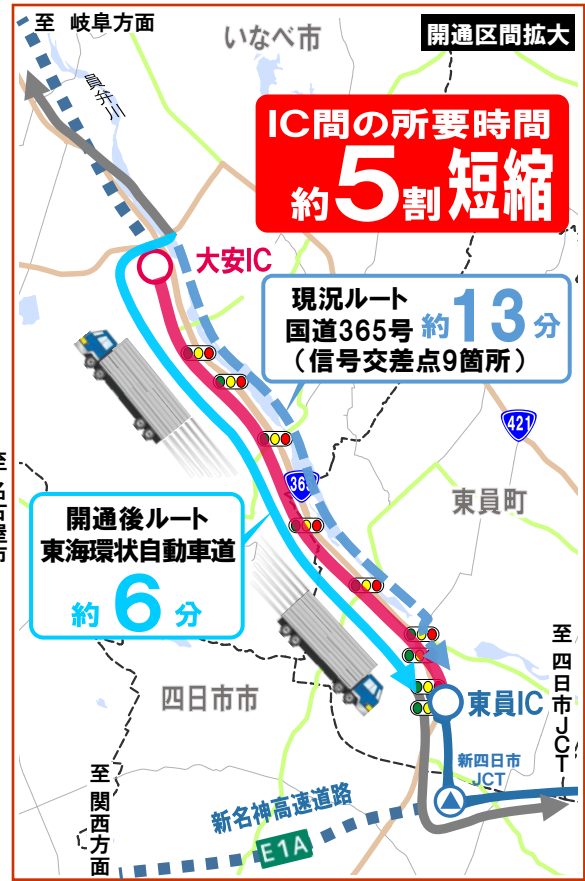 至 岐阜方面
いなべ市
開通区間拡大
員弁川
IC間の所要時間
約5割短縮
大安IC
現況ルート
国道365号 約13分
（信号交差点9箇所）
421
365
東員町
至 名古屋市
開通後ルート
東海環状自動車道
約6分
四日市市
東員IC
至 四日市JCT
新四日市
JCT
至 関西方面
新名神高速道路
E1A